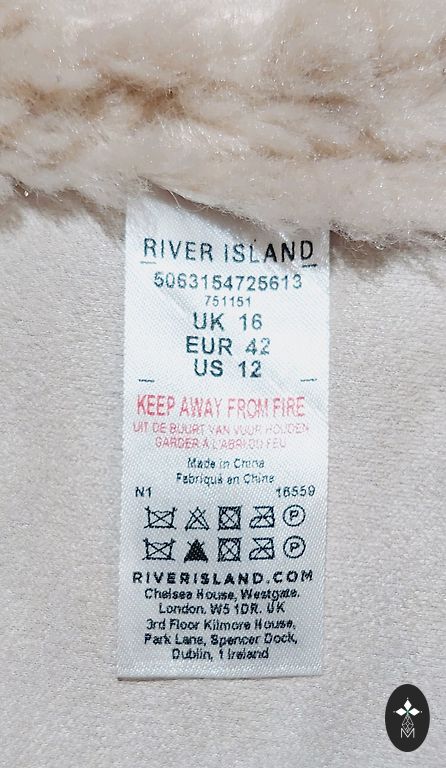 RIVER ISLAND
5063154725613
751151
UK 16
EUR 42
US 12
KEEP AWAY FROM FIRE
UIT DE BUURT VAN VUUR HOUDEN
GARDER À L'ABRI DU FEU
Made in China
Fabriqué en Chine
N1 16559
P
P
RIVERISLAND.COM
Chelsea House, Westgate,
London, W5 1DR. UK
3rd Floor Kilmore House,
Park Lane, Spencer Dock,
Dublin, 1 Ireland
M